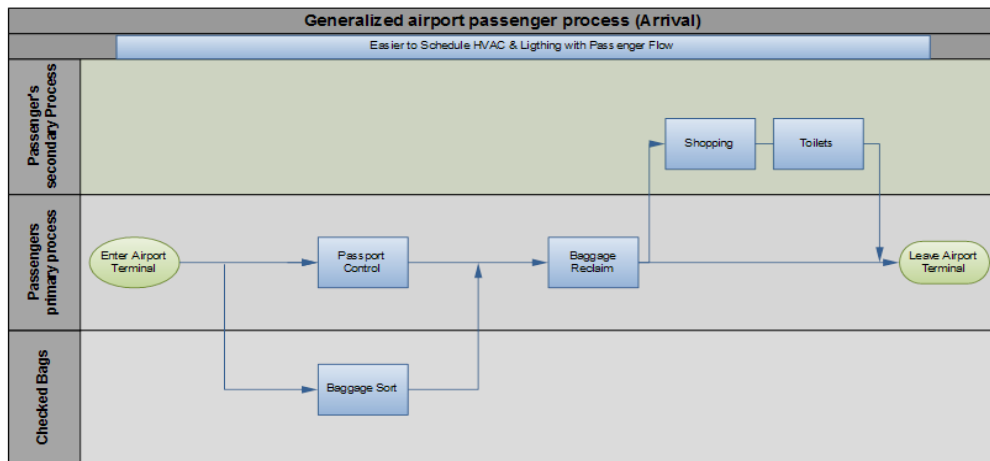 Generalized airport passenger process (Arrival)
Easier to Schedule HVAC & Ligthing with Passenger Flow
Passenger's
secondary Process
Shopping
Toilets
Passengers
primary process
Enter Airport
Terminal
Passport
Control
Baggage
Reclaim
Leave Airport
Terminal
Checked Bags
Baggage Sort